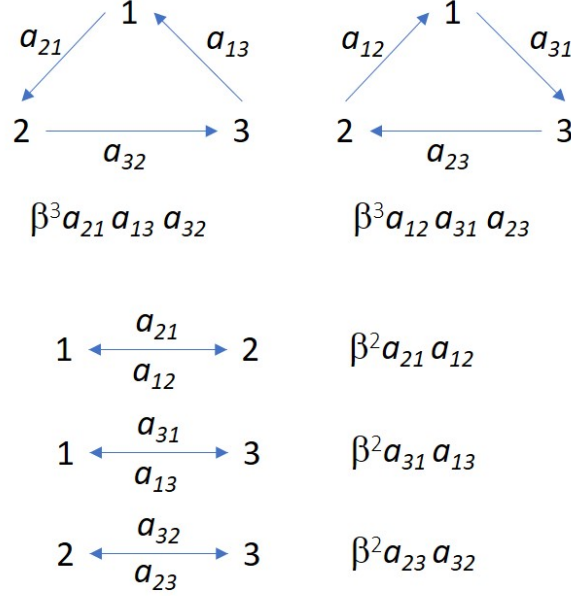 1 1
a₂₁ a₁₃ a₁₂ a₃₁
2 3 2 3
a₃₂ a₂₃
β³a₂₁ a₁₃ a₃₂ β³a₁₂ a₃₁ a₂₃
a₂₁
1 2 β²a₂₁ a₁₂
a₁₂
a₃₁
1 3 β²a₃₁ a₁₃
a₁₃
a₃₂
2 3 β²a₂₃ a₃₂
a₂₃